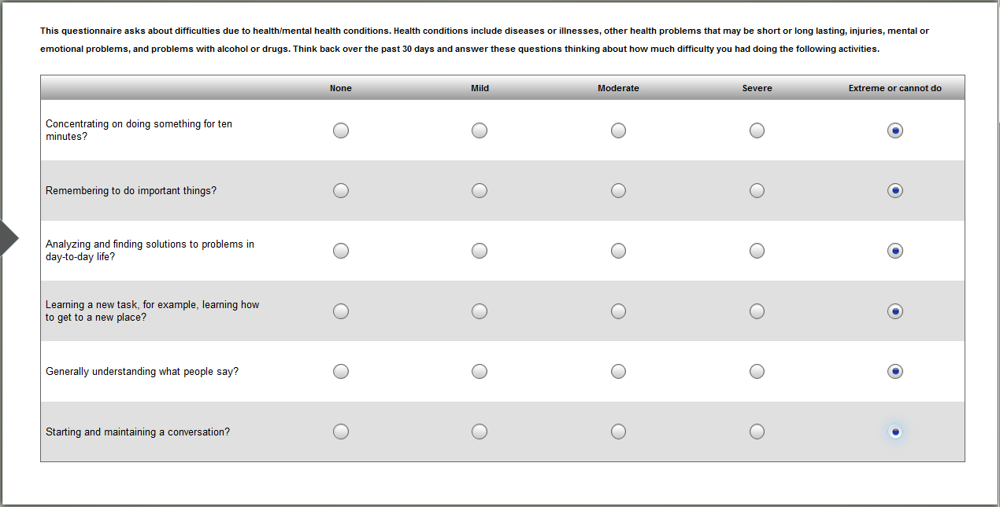 This questionnaire asks about difficulties due to health/mental health conditions. Health conditions include diseases or illnesses, other health problems that may be short or long lasting, injuries, mental or
emotional problems, and problems with alcohol or drugs. Think back over the past 30 days and answer these questions thinking about how much difficulty you had doing the following activities.
None Mild Moderate Severe Extreme or cannot do
Concentrating on doing something for ten
minutes?
Remembering to do important things?
Analyzing and finding solutions to problems in
day-to-day life?
Learning a new task, for example, learning how
to get to a new place?
Generally understanding what people say?
Starting and maintaining a conversation?